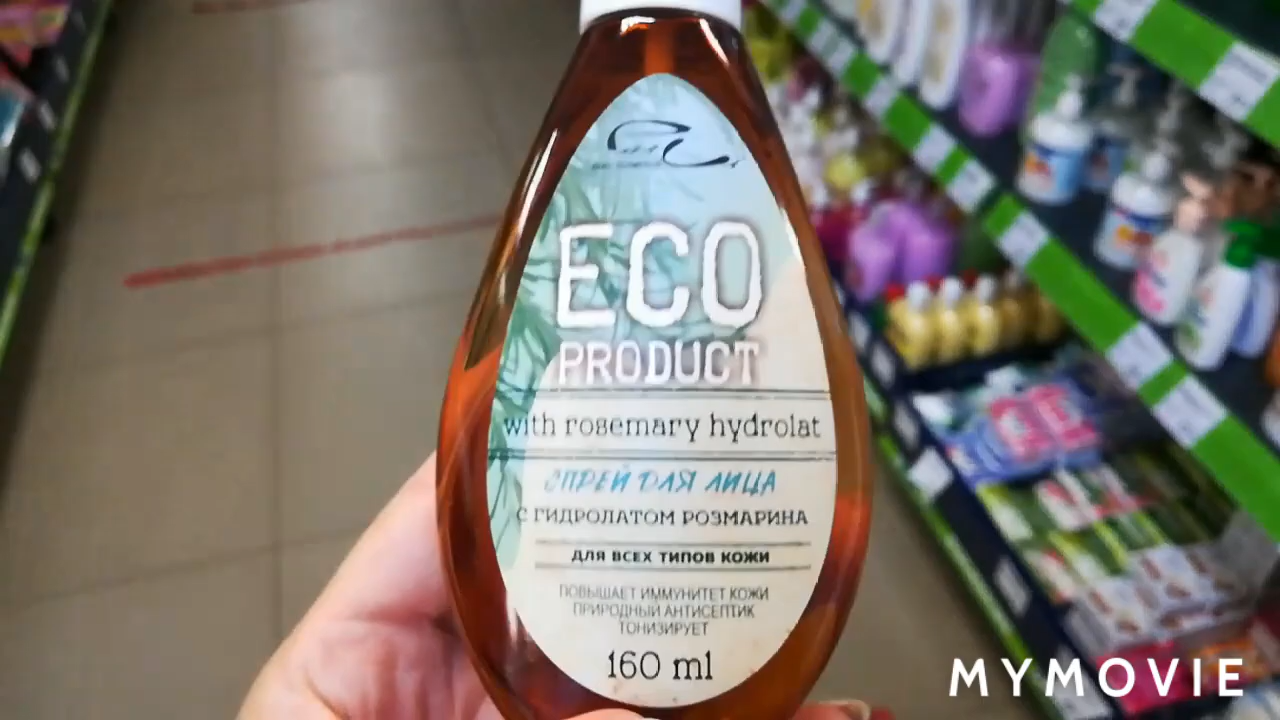 ECO
PRODUCT
with rosemary hydrolat
СПРЕЙ ДЛЯ ЛИЦА
С ГИДРОЛАТОМ РОЗМАРИНА
ДЛЯ ВСЕХ ТИПОВ КОЖИ
ПОВЫШАЕТ ИММУНИТЕТ КОЖИ
ПРИРОДНЫЙ АНТИСЕПТИК
ТОНИЗИРУЕТ
160 ml
MYMOVIE